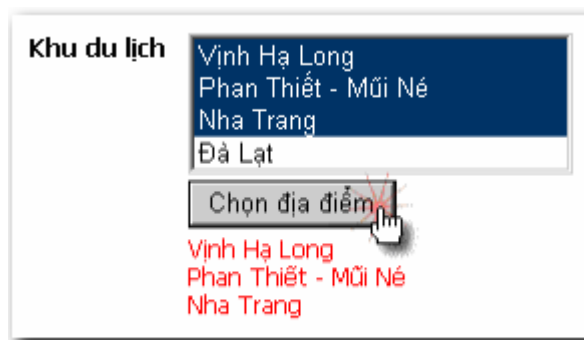 Khu du lịch
Vịnh Hạ Long
Phan Thiết - Mũi Né
Nha Trang
Đà Lạt
Chọn địa điểm
Vịnh Hạ Long
Phan Thiết - Mũi Né
Nha Trang